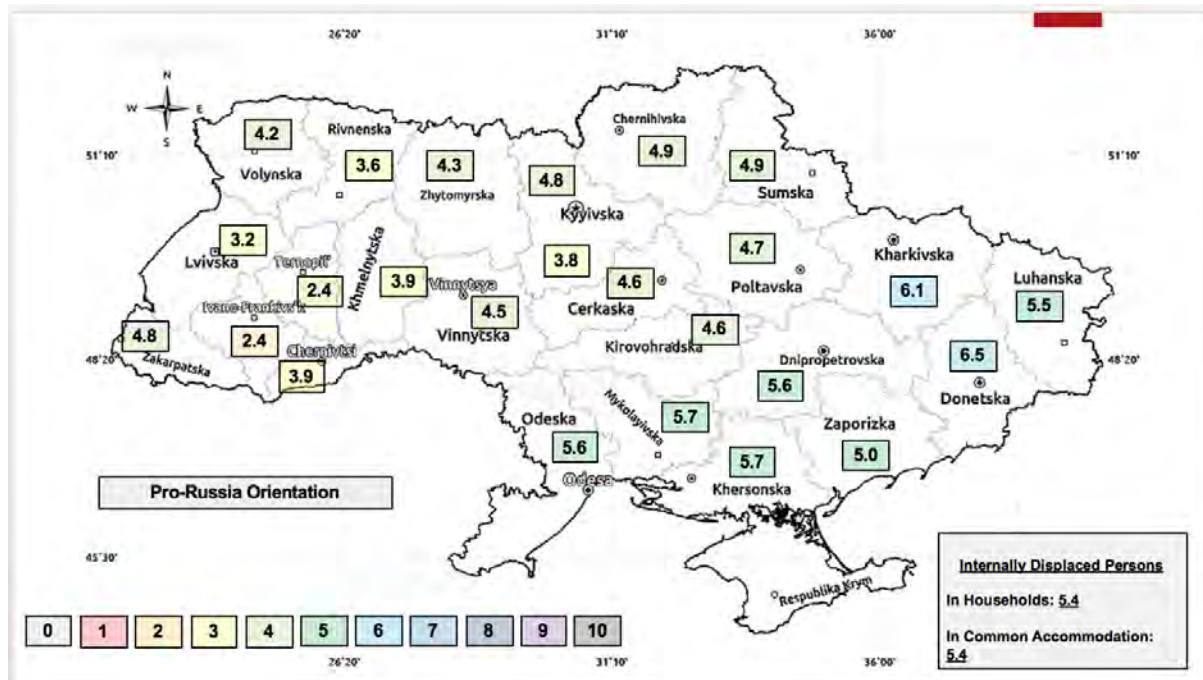 26°20
31°10
36°00
N
W E
S
51°10
51°10
4.2
Volynska
Rivnenska
3.6
4.3
Zhytomyrska
4.8
Kyyivska
Chernihivska
4.9
4.9
Sumska
3.2
Lvivska
Ternopil'
2.4
Khmelnytska
3.9
Vinnytsya
4.5
Vinnytska
3.8
4.6
Cerkaska
4.7
Poltavska
Kharkivska
6.1
Luhanska
5.5
4.8
Zakarpatska
48°20
Ivano-Frankivs'k
2.4
Chernivtsi
3.9
4.6
Kirovohradska
Dnipropetrovska
5.6
6.5
Donetska
48°20
Odeska
5.6
Odesa
Mykolayivska
5.7
5.7
Khersonska
Zaporizka
5.0
Pro-Russia Orientation
45°30
Respublika Krym
Internally Displaced Persons
In Households: 5.4
In Common Accommodation:
5.4
0 1 2 3 4 5 6 7 8 9 10
26°20
31°10
36°00